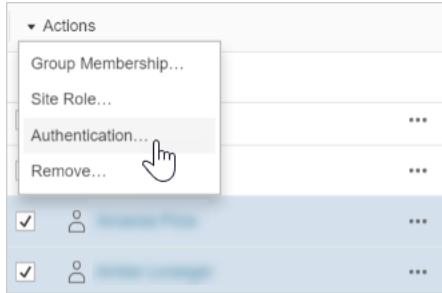 Actions
Group Membership...
Site Role...
Authentication...
Remove...